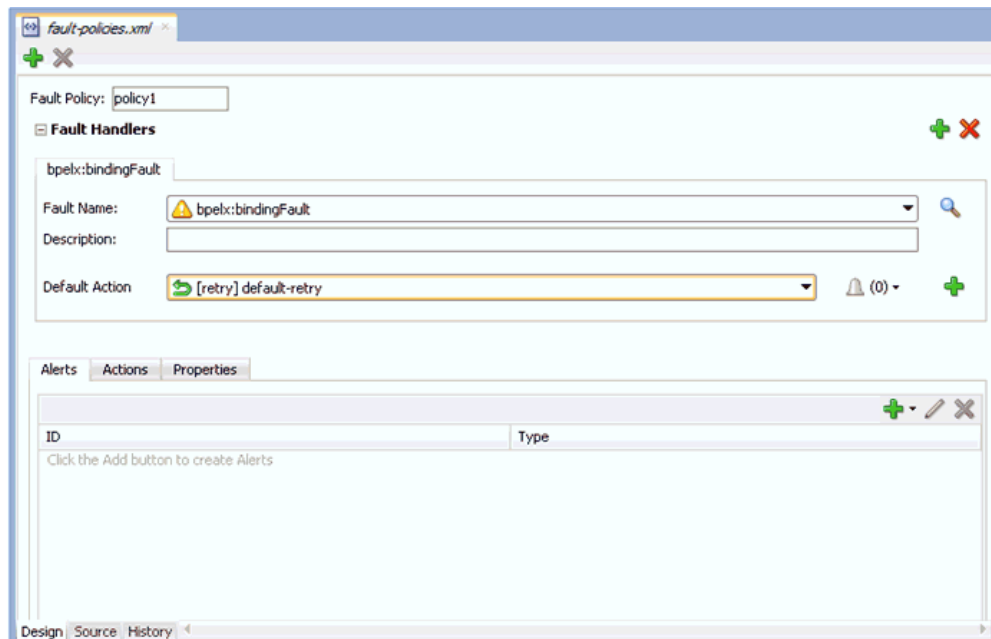 fault-policies.xml
Fault Policy: policy1
Fault Handlers
bpelx:bindingFault
Fault Name: bpelx:bindingFault
Description:
Default Action [retry] default-retry (0)
Alerts Actions Properties
ID Type
Click the Add button to create Alerts
Design Source History